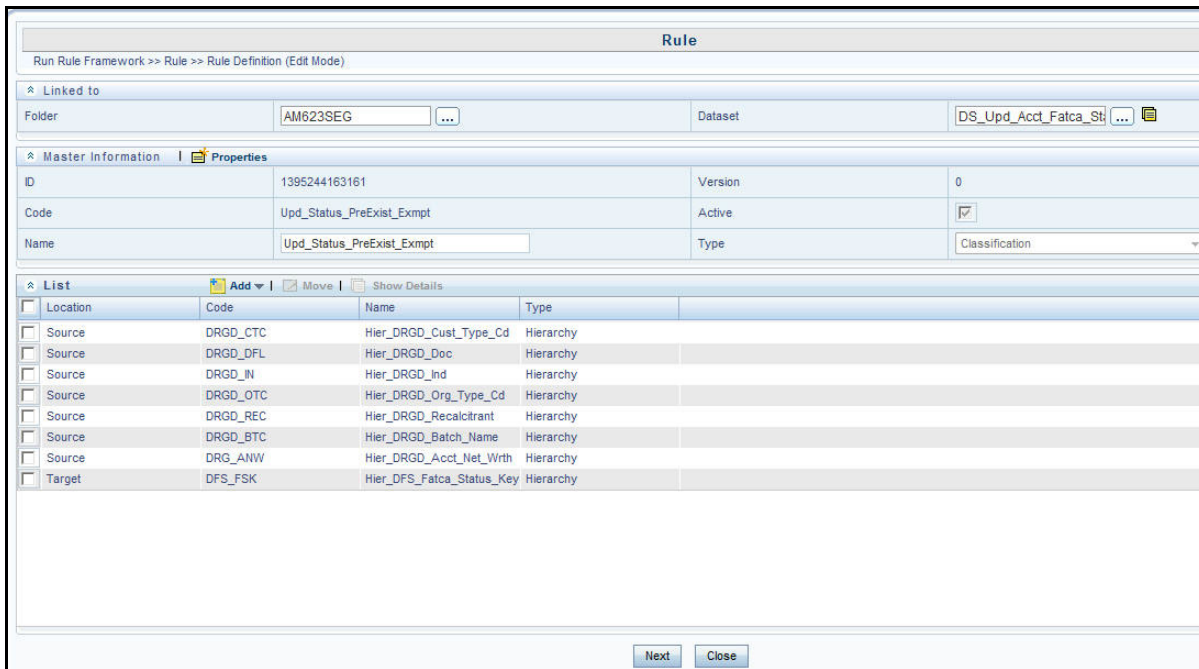 Rule
Run Rule Framework >> Rule >> Rule Definition (Edit Mode)
Linked to
Folder AM623SEG ... Dataset DS_Upd_Acct_Fatca_St ...
Master Information | Properties
ID 1395244163161 Version 0
Code Upd_Status_PreExist_Exmpt Active
Name Upd_Status_PreExist_Exmpt Type Classification
List Add | Move | Show Details
Location Code Name Type
Source DRGD_CTC Hier_DRGD_Cust_Type_Cd Hierarchy
Source DRGD_DFL Hier_DRGD_Doc Hierarchy
Source DRGD_IN Hier_DRGD_Ind Hierarchy
Source DRGD_OTC Hier_DRGD_Org_Type_Cd Hierarchy
Source DRGD_REC Hier_DRGD_Recalcitrant Hierarchy
Source DRGD_BTC Hier_DRGD_Batch_Name Hierarchy
Source DRG_ANW Hier_DRGD_Acct_Net_Wrth Hierarchy
Target DFS_FSK Hier_DFS_Fatca_Status_Key Hierarchy
Next Close